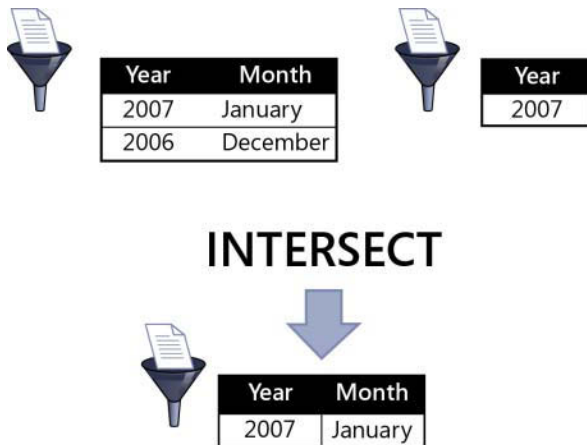 Year Month
2007 January
2006 December
Year
2007
INTERSECT
Year Month
2007 January